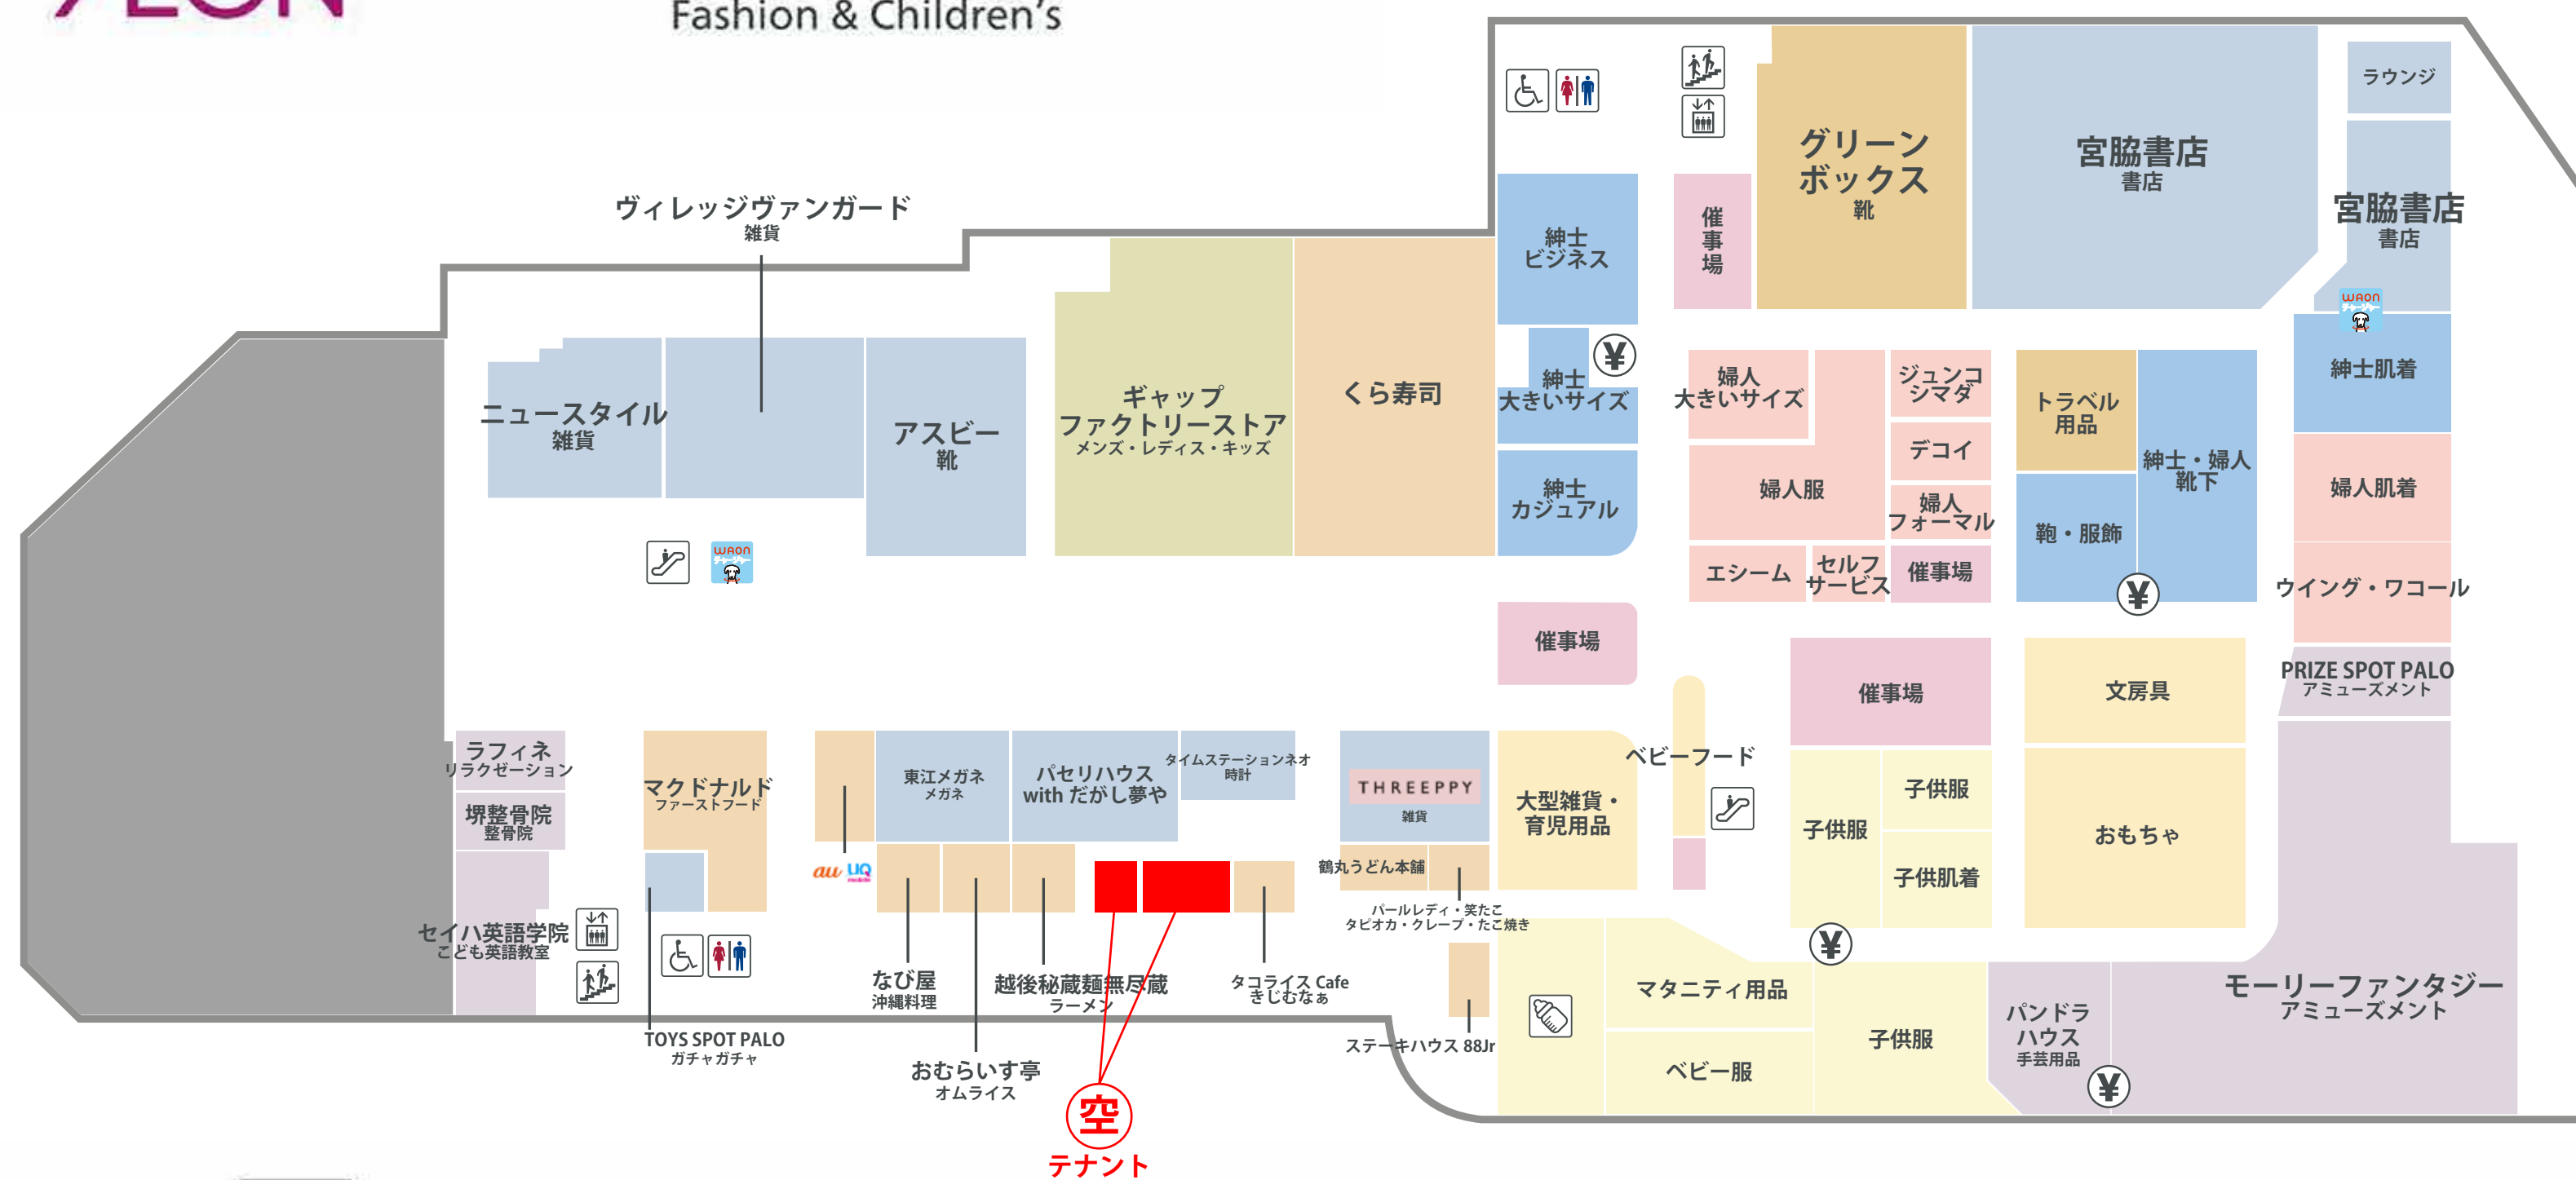 ÆON
Fashion & Children's
ヴィレッジヴァンガード
雑貨
ニュースタイル
雑貨
アスビー
靴
ギャップ
ファクトリーストア
メンズ・レディス・キッズ
くら寿司
紳士
ビジネス
紳士
大きいサイズ
紳士
カジュアル
¥
催事場
催
事
場
グリーン
ボックス
靴
宮脇書店
書店
ラウンジ
宮脇書店
書店
WAON
紳士肌着
婦人肌着
ウイング・ワコール
PRIZE SPOT PALO
アミューズメント
婦人
大きいサイズ
婦人服
ジュンコ
シマダ
デコイ
婦人
フォーマル
エシーム
セルフ
サービス
催事場
トラベル
用品
鞄・服飾
紳士・婦人
靴下
¥
WAON
ラフィネ
リラクゼーション
堺整骨院
整骨院
セイハ英語学院
こども英語教室
マクドナルド
ファーストフード
TOYS SPOT PALO
ガチャガチャ
au UQ
mobile
東江メガネ
メガネ
パセリハウス
with だがし夢や
タイムステーションネオ
時計
なび屋
沖縄料理
おむらいす亭
オムライス
越後秘蔵麺無尽蔵
ラーメン
タコライス Cafe
きじむなぁ
空
テナント
THREEPPY
雑貨
鶴丸うどん本舗
パールレディ・笑たこ
タピオカ・クレープ・たこ焼き
ステーキハウス 88Jr
大型雑貨・
育児用品
ベビーフード
催事場
子供服
子供服
子供肌着
文房具
おもちゃ
¥
マタニティ用品
ベビー服
子供服
パンドラ
ハウス
手芸用品
¥
モーリーファンタジー
アミューズメント